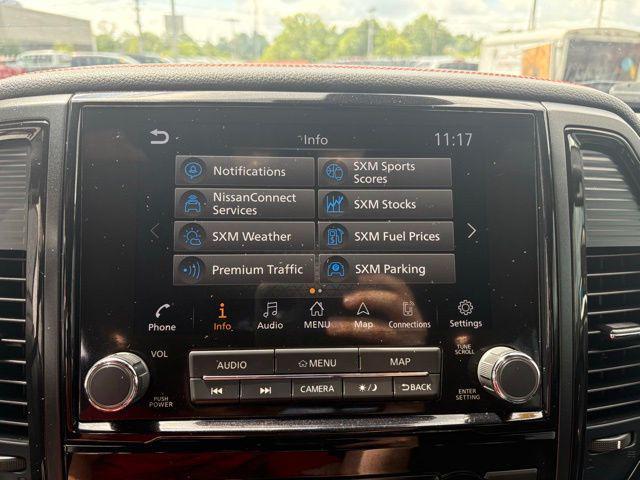 Info
11:17
Notifications
SXM Sports
Scores
NissanConnect
Services
SXM Stocks
SXM Weather
SXM Fuel Prices
Premium Traffic
SXM Parking
Phone
Info
Audio
MENU
Map
Connections
Settings
VOL
PUSH
POWER
AUDIO
MENU
MAP
CAMERA
BACK
TUNE
SCROLL
ENTER
SETTING